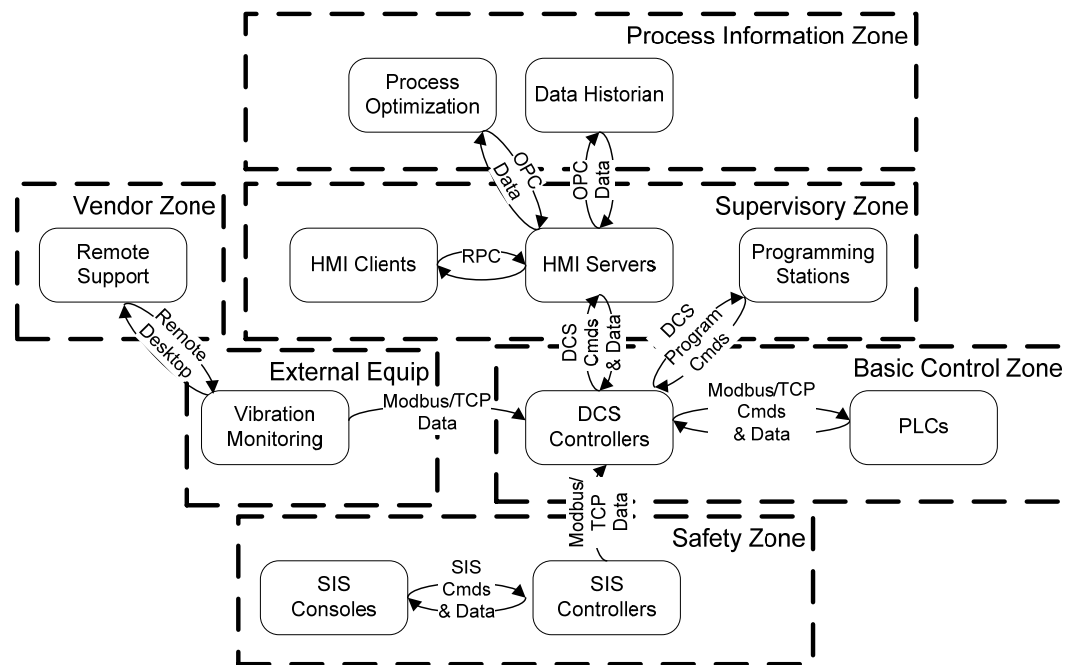 Process Information Zone
Process
Optimization
Data Historian
OPC
Data
OPC
Data
Vendor Zone
Remote
Support
Supervisory Zone
HMI Clients
RPC
HMI Servers
Programming
Stations
Remote
Desktop
DCS
Cmds
& Data
DCS
Program
Cmds
External Equip
Vibration
Monitoring
Modbus/TCP
Data
Basic Control Zone
DCS
Controllers
Modbus/TCP
Cmds
& Data
PLCs
Modbus/
TCP
Data
Safety Zone
SIS
Consoles
SIS
Cmds
& Data
SIS
Controllers